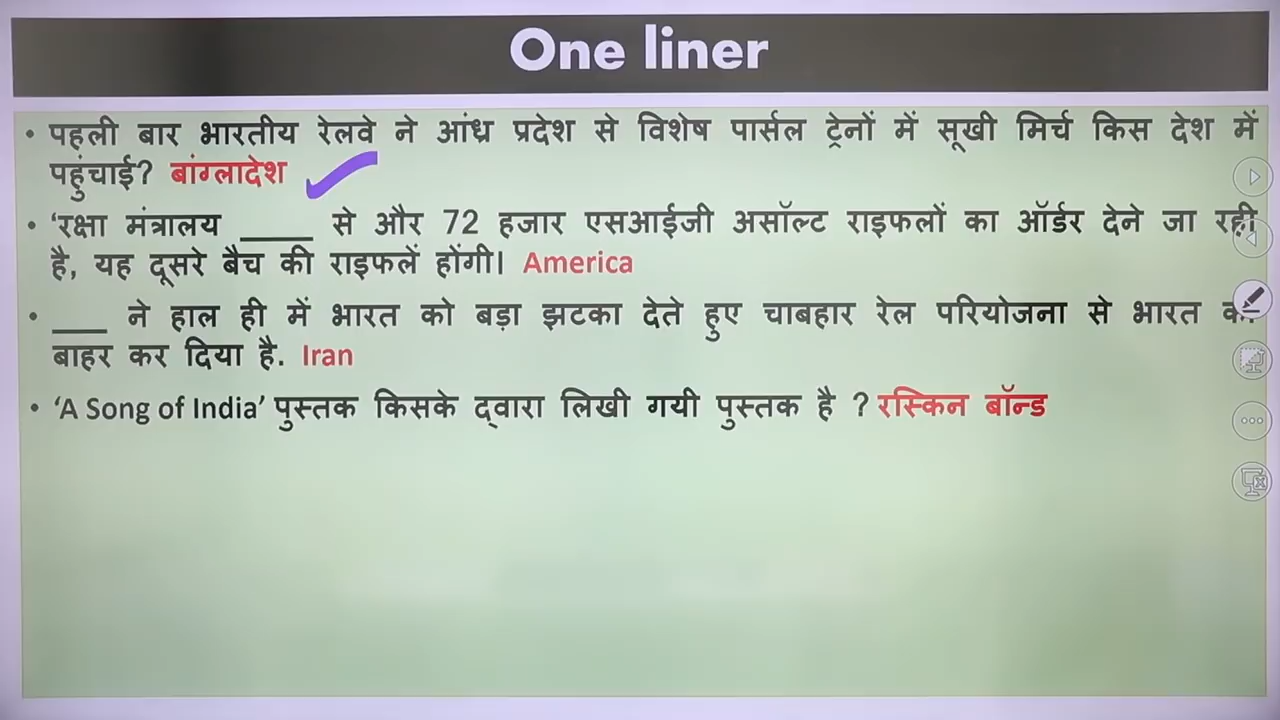 One liner
• पहली बार भारतीय रेलवे ने आंध्र प्रदेश से विशेष पार्सल ट्रेनों में सूखी मिर्च किस देश में
पहुंचाई? बांग्लादेश
• ‘रक्षा मंत्रालय ____ से और 72 हजार एसआईजी असॉल्ट राइफलों का ऑर्डर देने जा रही
है, यह दूसरे बैच की राइफलें होंगी। America
• ___ ने हाल ही में भारत को बड़ा झटका देते हुए चाबहार रेल परियोजना से भारत
बाहर कर दिया है. Iran
• ‘A Song of India’ पुस्तक किसके द्वारा लिखी गयी पुस्तक है ? रस्किन बॉन्ड